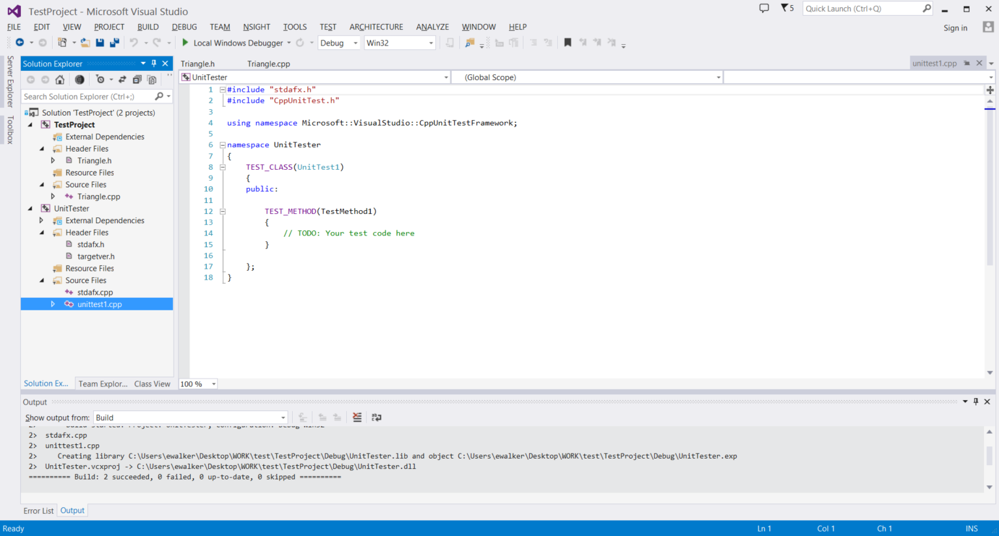 TestProject - Microsoft Visual Studio
5
Quick Launch (Ctrl+Q)
FILE EDIT VIEW PROJECT BUILD DEBUG TEAM NSIGHT TOOLS TEST ARCHITECTURE ANALYZE WINDOW HELP
Sign in
Local Windows Debugger Debug Win32
Server Explorer
Toolbox
Solution Explorer
Search Solution Explorer (Ctrl+;)
Solution 'TestProject' (2 projects)
TestProject
External Dependencies
Header Files
Triangle.h
Resource Files
Source Files
Triangle.cpp
UnitTester
External Dependencies
Header Files
stdafx.h
targetver.h
Resource Files
Source Files
stdafx.cpp
unittest1.cpp
Solution Ex... Team Explor... Class View
Triangle.h Triangle.cpp unittest1.cpp
UnitTester (Global Scope)
1 #include "stdafx.h"
2 #include "CppUnitTest.h"
3
4 using namespace Microsoft::VisualStudio::CppUnitTestFramework;
5
6 namespace UnitTester
7 {
8 TEST_CLASS(UnitTest1)
9 {
10 public:
11
12 TEST_METHOD(TestMethod1)
13 {
14 // TODO: Your test code here
15 }
16
17 };
18 }
100 %
Output
Show output from: Build
2> stdafx.cpp
2> unittest1.cpp
2> Creating library C:\Users\ewalker\Desktop\WORK\test\TestProject\Debug\UnitTester.lib and object C:\Users\ewalker\Desktop\WORK\test\TestProject\Debug\UnitTester.exp
2> UnitTester.vcxproj -> C:\Users\ewalker\Desktop\WORK\test\TestProject\Debug\UnitTester.dll
========== Build: 2 succeeded, 0 failed, 0 up-to-date, 0 skipped ==========
Error List Output
Ready Ln 1 Col 1 Ch 1 INS